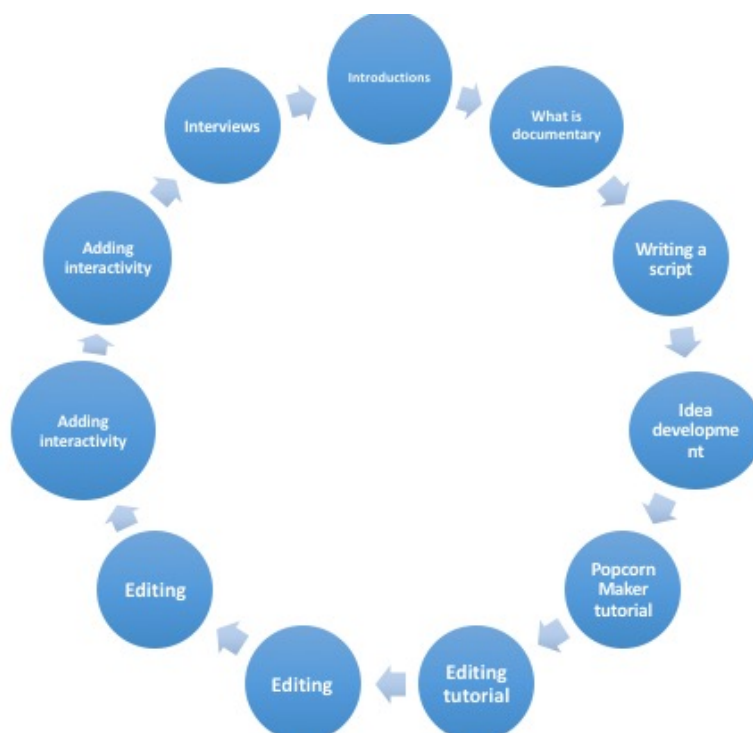 Introductions
What is
documentary
Writing a
script
Idea
developme
nt
Popcorn
Maker
tutorial
Editing
tutorial
Editing
Editing
Adding
interactivity
Adding
interactivity
Interviews